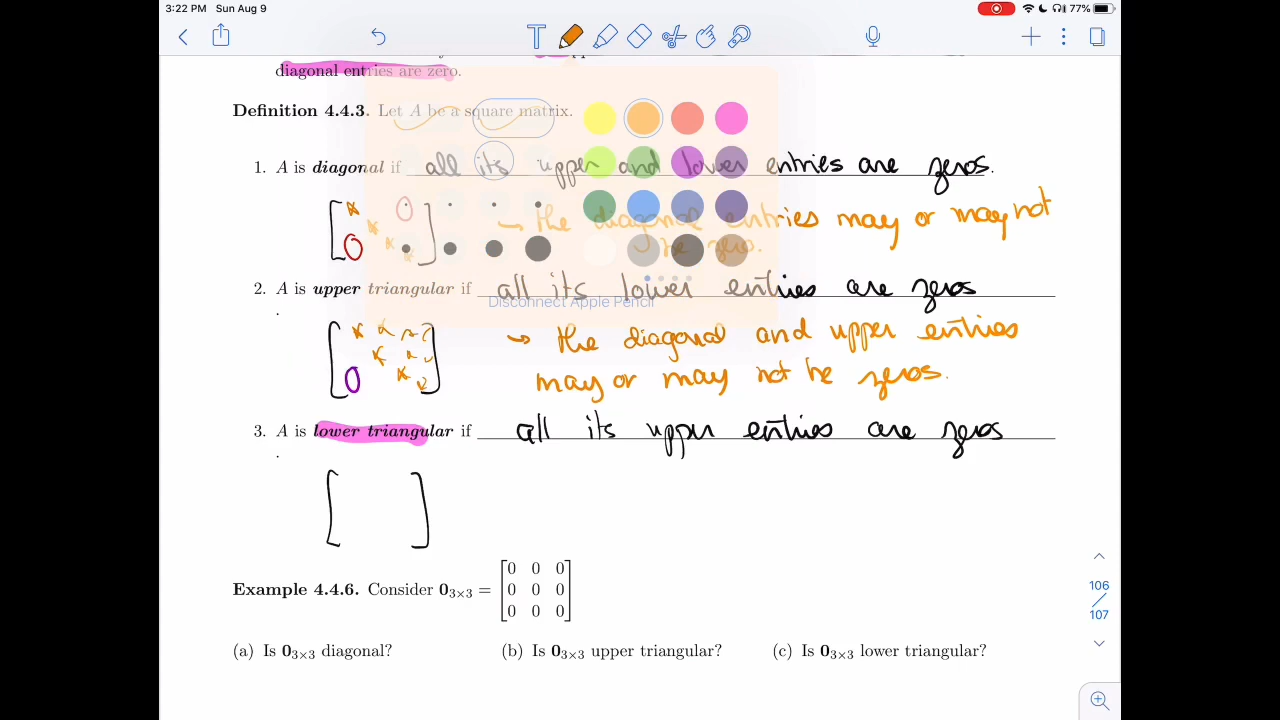 3:22 PM Sun Aug 9 77%
diagonal entries are zero.
Definition 4.4.3. Let A be a square matrix.
1. A is diagonal if all its upper and lower entries are zeros.
→ the diagonal entries may or may not
be zero.
2. A is upper triangular if all its lower entries are zeros
.
Disconnect Apple Pencil
→ the diagonal and upper entries
may or may not be zeros.
3. A is lower triangular if all its upper entries are zeros
.
Example 4.4.6. Consider 0₃ₓ₃ = [0 0 0
0 0 0
0 0 0]
106
107
(a) Is 0₃ₓ₃ diagonal? (b) Is 0₃ₓ₃ upper triangular? (c) Is 0₃ₓ₃ lower triangular?